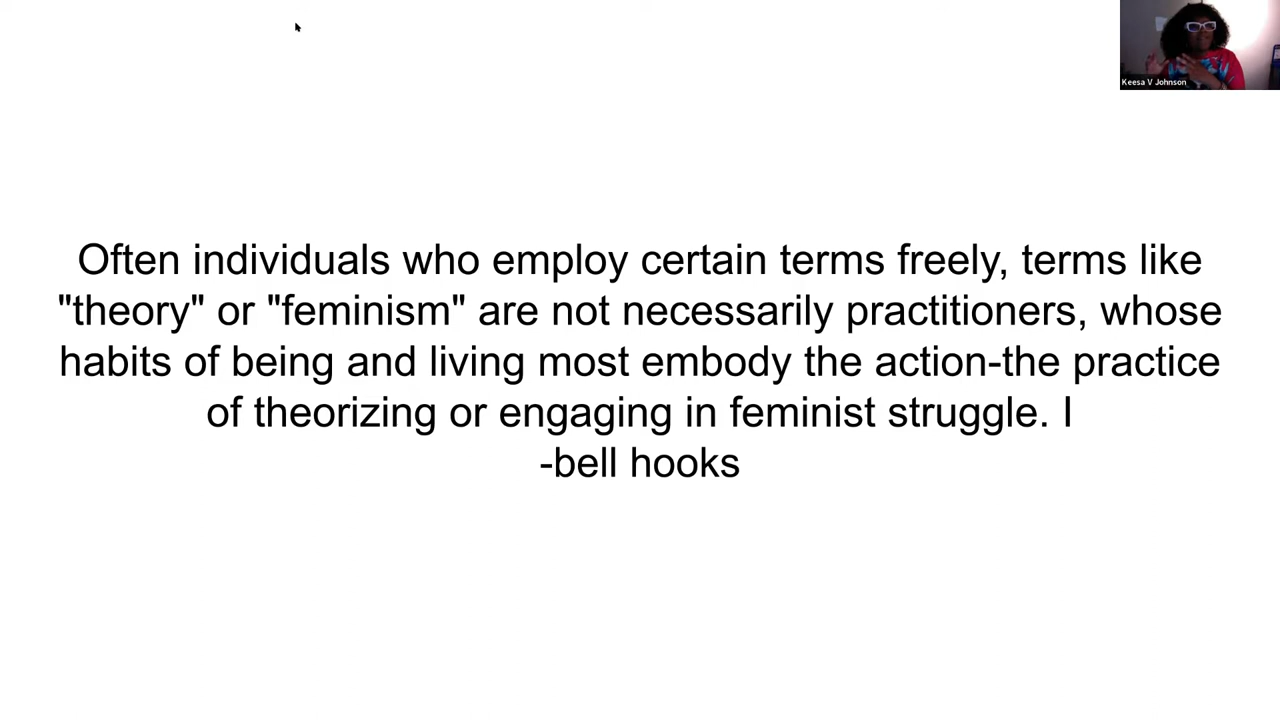 Keesa V Johnson
Often individuals who employ certain terms freely, terms like
"theory" or "feminism" are not necessarily practitioners, whose
habits of being and living most embody the action-the practice
of theorizing or engaging in feminist struggle. I
-bell hooks